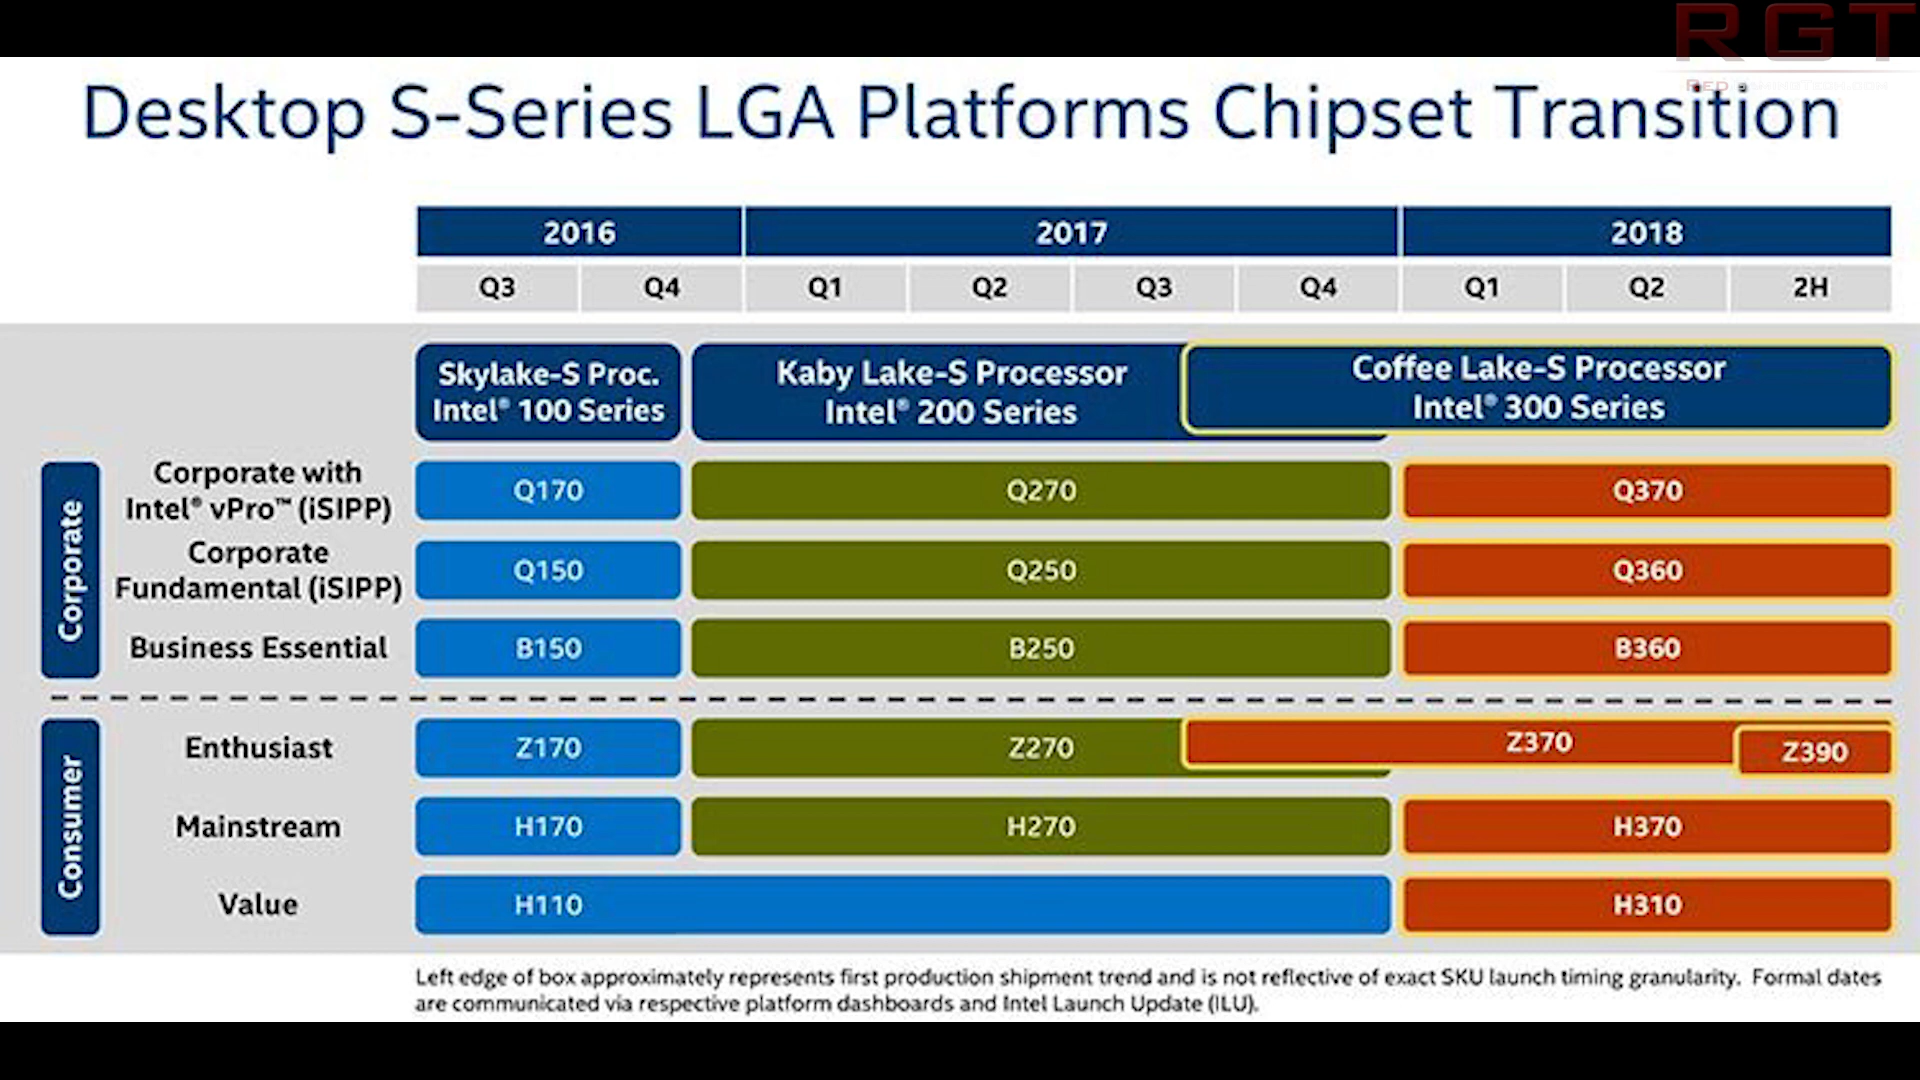 RGT
Desktop S-Series LGA Platforms Chipset Transition
2016 2017 2018
Q3 Q4 Q1 Q2 Q3 Q4 Q1 Q2 2H
Skylake-S Proc.
Intel® 100 Series
Kaby Lake-S Processor
Intel® 200 Series
Coffee Lake-S Processor
Intel® 300 Series
Corporate
Corporate with
Intel® vPro™ (iSIPP)
Q170 Q270 Q370
Corporate
Fundamental (iSIPP)
Q150 Q250 Q360
Business Essential B150 B250 B360
Consumer
Enthusiast Z170 Z270 Z370 Z390
Mainstream H170 H270 H370
Value H110 H310
Left edge of box approximately represents first production shipment trend and is not reflective of exact SKU launch timing granularity. Formal dates
are communicated via respective platform dashboards and Intel Launch Update (ILU).